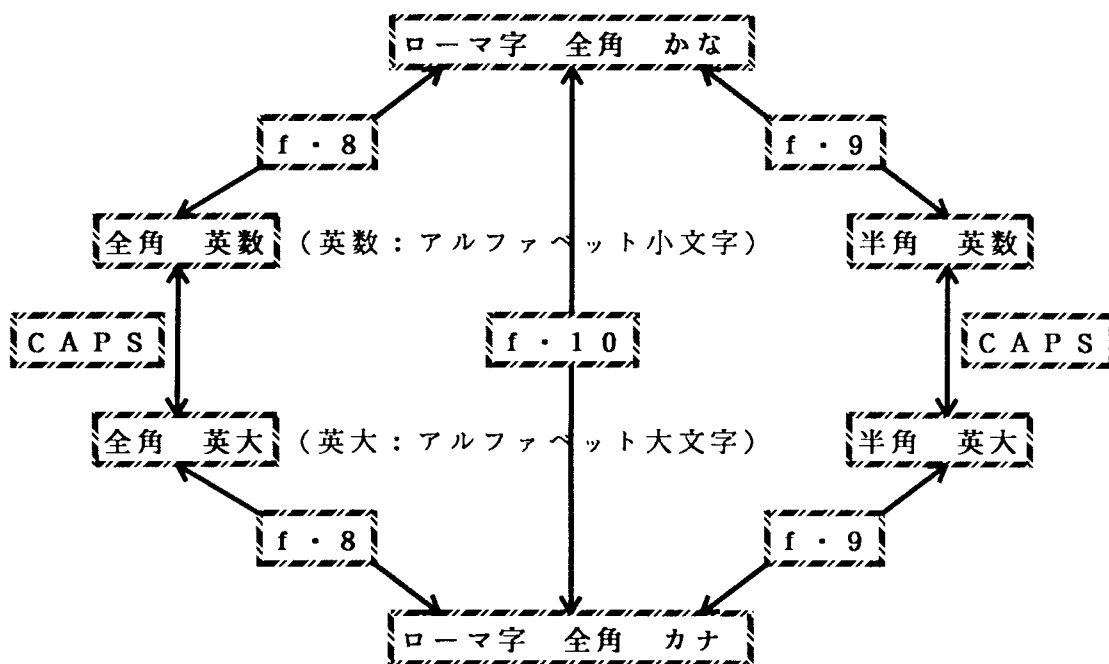 ローマ字 全角 かな
f・8 f・9
全角 英数 (英数:アルファベット小文字) 半角 英数
CAPS f・10 CAPS
全角 英大 (英大:アルファベット大文字) 半角 英大
f・8 f・9
ローマ字 全角 カナ